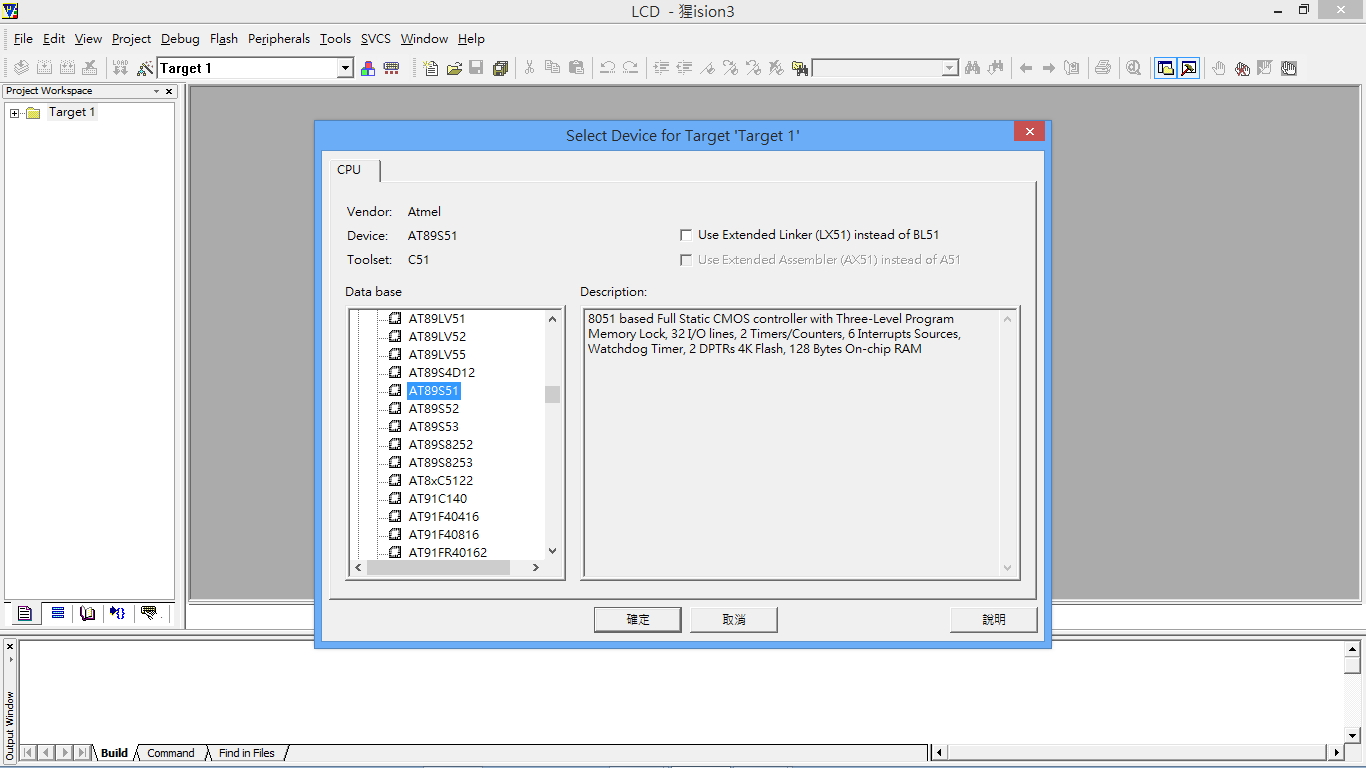 LCD - 猩ision3
File Edit View Project Debug Flash Peripherals Tools SVCS Window Help
LOAD Target 1
Project Workspace
Target 1
Select Device for Target 'Target 1'
CPU
Vendor: Atmel
Device: AT89S51
Use Extended Linker (LX51) instead of BL51
Toolset: C51
Use Extended Assembler (AX51) instead of A51
Data base
Description:
AT89LV51
AT89LV52
AT89LV55
AT89S4D12
AT89S51
AT89S52
AT89S53
AT89S8252
AT89S8253
AT8xC5122
AT91C140
AT91F40416
AT91F40816
AT91FR40162
8051 based Full Static CMOS controller with Three-Level Program
Memory Lock, 32 I/O lines, 2 Timers/Counters, 6 Interrupts Sources,
Watchdog Timer, 2 DPTRs 4K Flash, 128 Bytes On-chip RAM
確定 取消 說明
Output Window
Build Command Find in Files